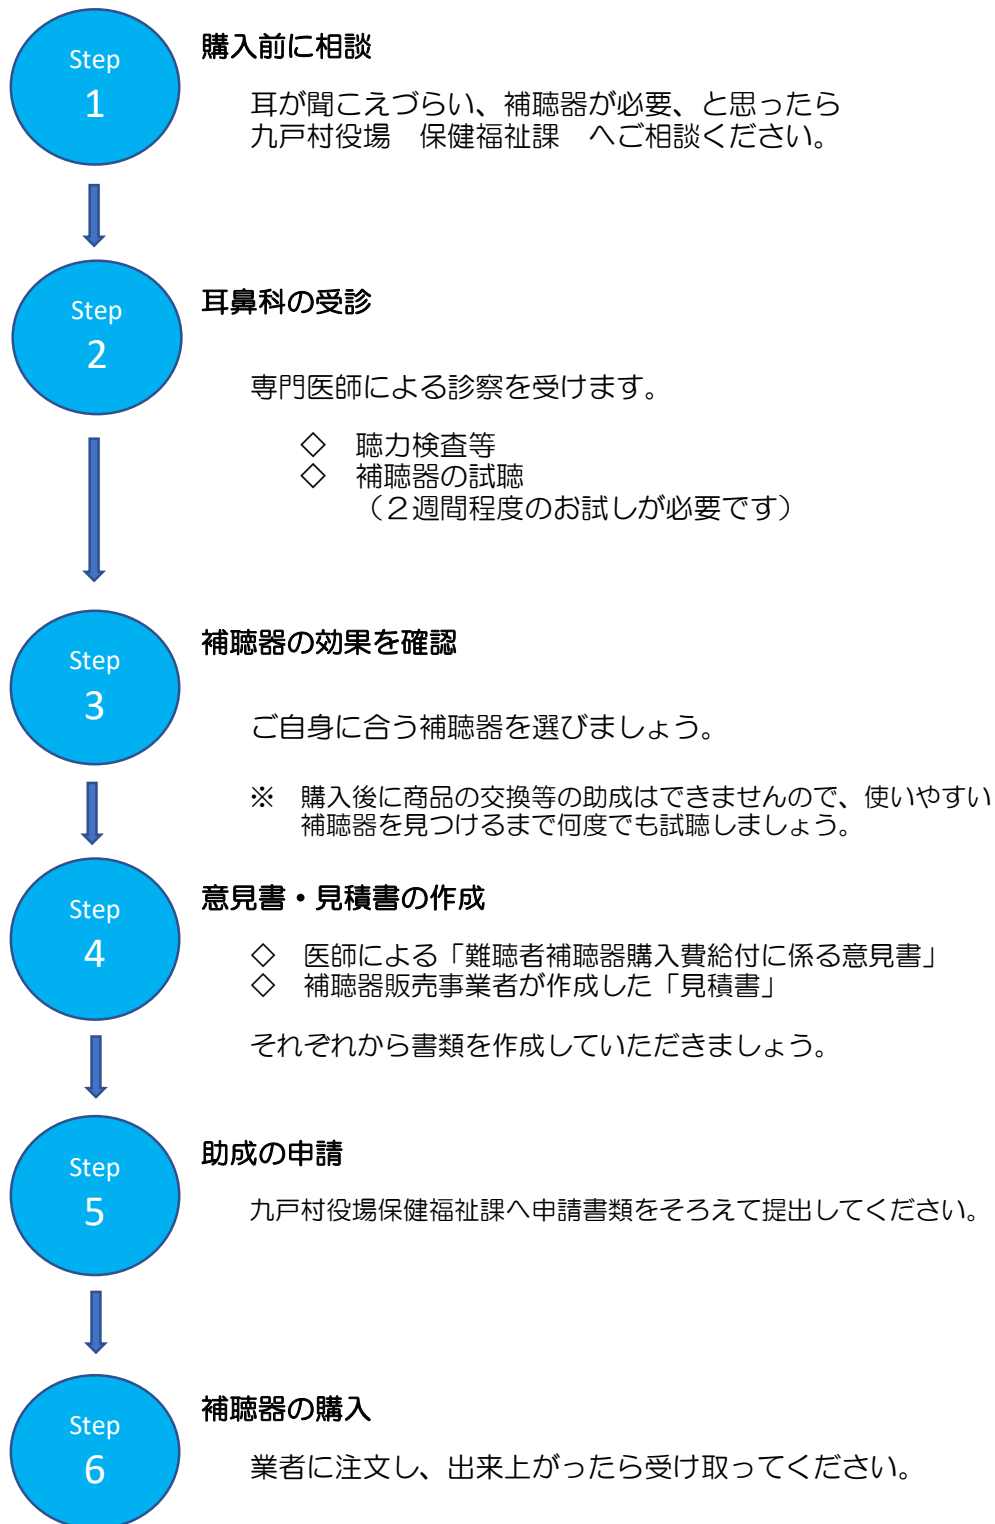 Step
1
購入前に相談
耳が聞こえづらい、補聴器が必要、と思ったら
九戸村役場　保健福祉課　へご相談ください。
Step
2
耳鼻科の受診
専門医師による診察を受けます。
◇　聴力検査等
◇　補聴器の試聴
（２週間程度のお試しが必要です）
Step
3
補聴器の効果を確認
ご自身に合う補聴器を選びましょう。
※　購入後に商品の交換等の助成はできませんので、使いやすい
補聴器を見つけるまで何度でも試聴しましょう。
Step
4
意見書・見積書の作成
◇　医師による「難聴者補聴器購入費給付に係る意見書」
◇　補聴器販売事業者が作成した「見積書」
それぞれから書類を作成していただきましょう。
Step
5
助成の申請
九戸村役場保健福祉課へ申請書類をそろえて提出してください。
Step
6
補聴器の購入
業者に注文し、出来上がったら受け取ってください。